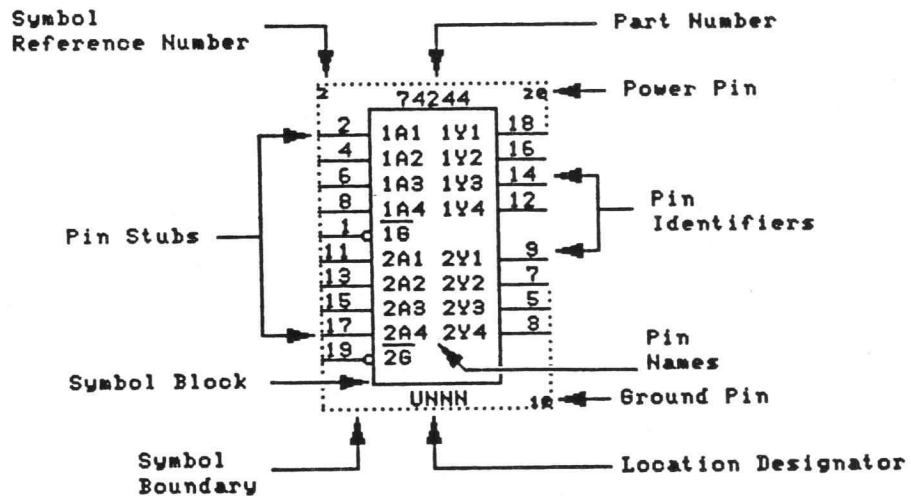 Symbol
Reference Number
Part Number
2
74244
20
Power Pin
2 1A1 1Y1 18
4 1A2 1Y2 16
6 1A3 1Y3 14
8 1A4 1Y4 12
Pin
Identifiers
Pin Stubs
1 1G
11 2A1 2Y1 9
13 2A2 2Y2 7
15 2A3 2Y3 5
17 2A4 2Y4 8
19 2G
Pin
Names
Symbol Block
UNNN
10
Ground Pin
Symbol
Boundary
Location Designator